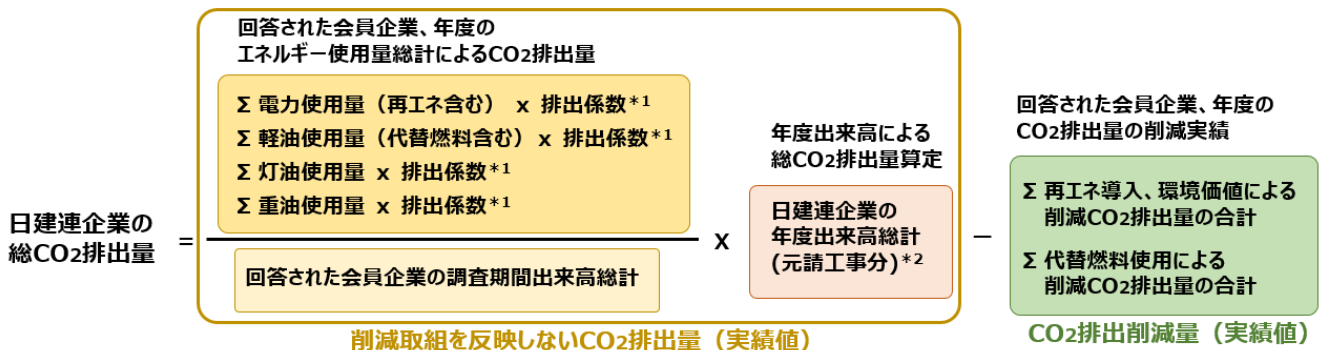 回答された会員企業、年度の
エネルギー使用量総計によるCO2排出量
Σ 電力使用量（再エネ含む） x 排出係数*1
Σ 軽油使用量（代替燃料含む）x 排出係数*1
Σ 灯油使用量 x 排出係数*1
Σ 重油使用量 x 排出係数*1
日建連企業の
総CO2排出量
=
回答された会員企業の調査期間出来高総計
X
年度出来高による
総CO2排出量算定
日建連企業の
年度出来高総計
(元請工事分)*2
削減取組を反映しないCO2排出量（実績値）
－
回答された会員企業、年度の
CO2排出量の削減実績
Σ 再エネ導入、環境価値による
削減CO2排出量の合計
Σ 代替燃料使用による
削減CO2排出量の合計
CO2排出削減量（実績値）